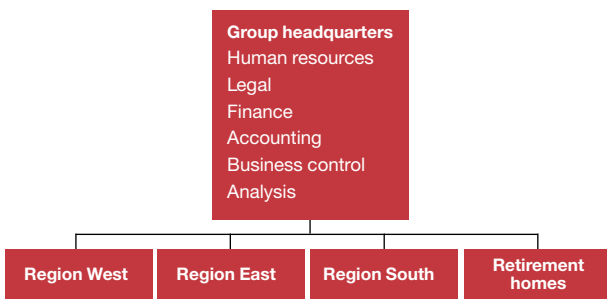 Group headquarters
Human resources
Legal
Finance
Accounting
Business control
Analysis
Region West
Region East
Region South
Retirement
homes